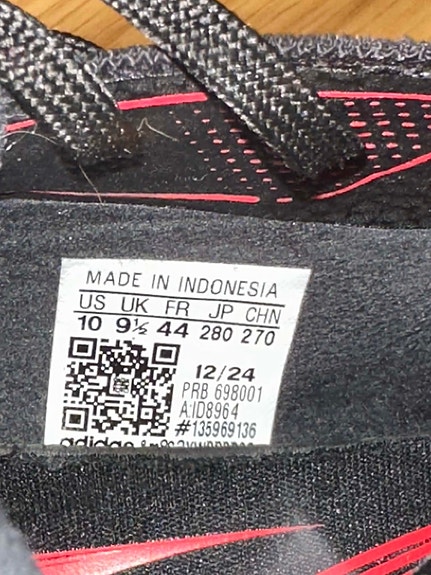 MADE IN INDONESIA
US UK FR JP CHN
10 9½ 44 280 270
12/24
PRB 698001
A:ID8964
#135969136
adidas